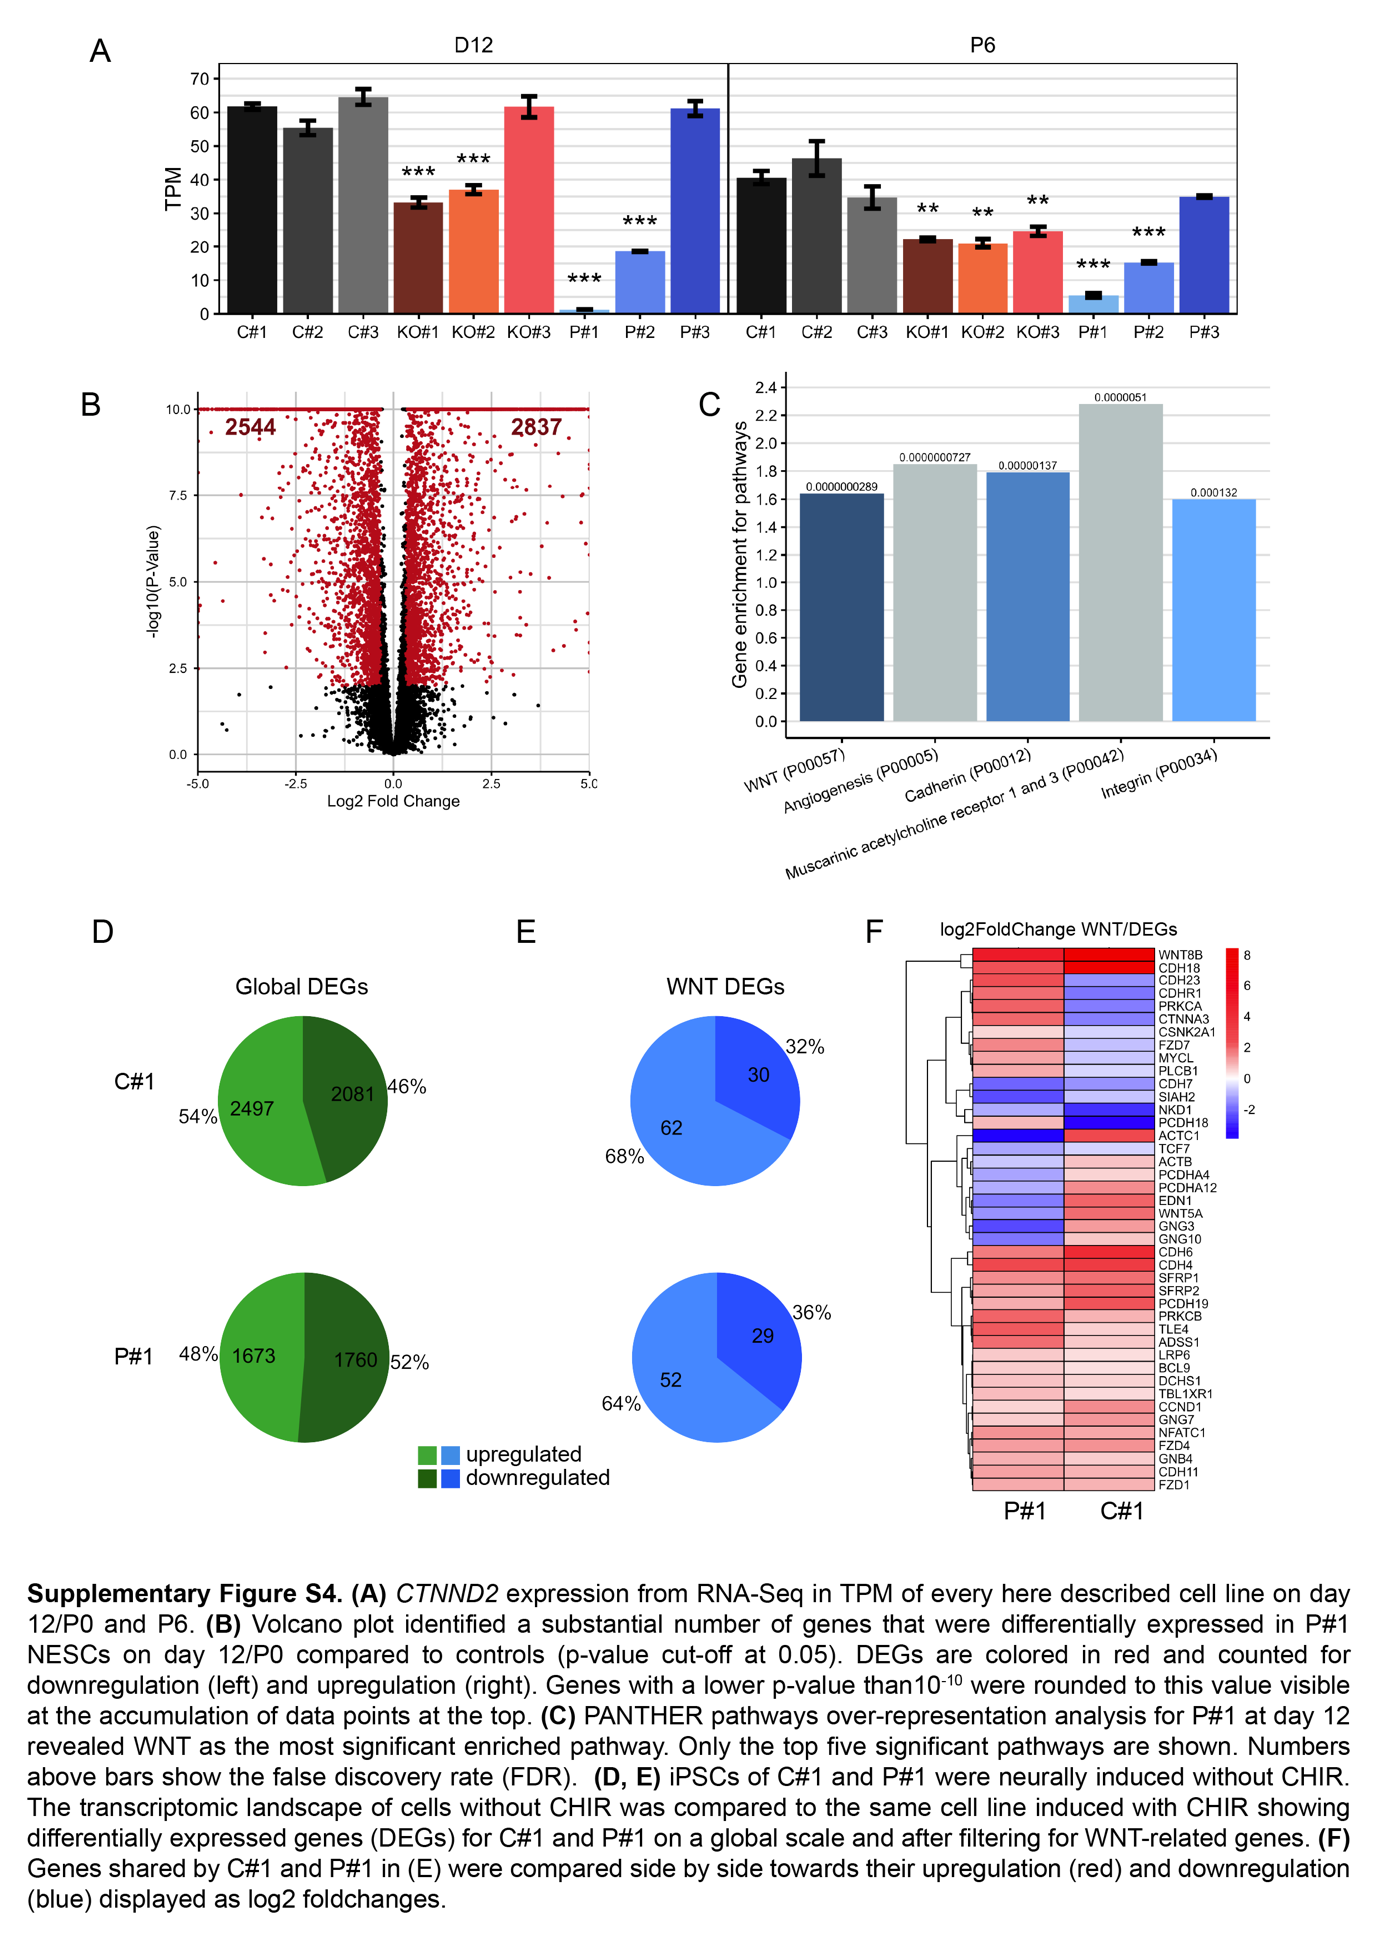 A
D12
P6
TPM
70
60
50
40
30
20
10
0
***
***
***
***
**
**
**
***
***
C#1
C#2
C#3
KO#1
KO#2
KO#3
P#1
P#2
P#3
C#1
C#2
C#3
KO#1
KO#2
KO#3
P#1
P#2
P#3
B
2544
2837
-log10(P-Value)
10.0
7.5
5.0
2.5
0.0
-5.0
-2.5
0.0
2.5
5.0
Log2 Fold Change
C
Gene enrichment for pathways
2.4
2.2
2.0
1.8
1.6
1.4
1.2
1.0
0.8
0.6
0.4
0.2
0.0
0.0000000289
0.0000000727
0.00000137
0.0000051
0.000132
WNT (P00057)
Angiogenesis (P00005)
Cadherin (P00012)
Muscarinic acetylcholine receptor 1 and 3 (P00042)
Integrin (P00034)
D
Global DEGs
C#1
54%
2497
2081
46%
P#1
48%
1673
1760
52%
E
WNT DEGs
32%
30
62
68%
36%
29
52
64%
upregulated
downregulated
F
log2FoldChange WNT/DEGs
WNT8B
CDH18
CDH23
CDHR1
PRKCA
CTNNA3
CSNK2A1
FZD7
MYCL
PLCB1
CDH7
SIAH2
NKD1
PCDH18
ACTC1
TCF7
ACTB
PCDHA4
PCDHA12
EDN1
WNT5A
GNG3
GNG10
CDH6
CDH4
SFRP1
SFRP2
PCDH19
PRKCB
TLE4
ADSS1
LRP6
BCL9
DCHS1
TBL1XR1
CCND1
GNG7
NFATC1
FZD4
GNB4
CDH11
FZD1
8
6
4
2
0
-2
P#1
C#1
Supplementary Figure S4. (A) CTNND2 expression from RNA-Seq in TPM of every here described cell line on day
12/P0 and P6. (B) Volcano plot identified a substantial number of genes that were differentially expressed in P#1
NESCs on day 12/P0 compared to controls (p-value cut-off at 0.05). DEGs are colored in red and counted for
downregulation (left) and upregulation (right). Genes with a lower p-value than10-10 were rounded to this value visible
at the accumulation of data points at the top. (C) PANTHER pathways over-representation analysis for P#1 at day 12
revealed WNT as the most significant enriched pathway. Only the top five significant pathways are shown. Numbers
above bars show the false discovery rate (FDR). (D, E) iPSCs of C#1 and P#1 were neurally induced without CHIR.
The transcriptomic landscape of cells without CHIR was compared to the same cell line induced with CHIR showing
differentially expressed genes (DEGs) for C#1 and P#1 on a global scale and after filtering for WNT-related genes. (F)
Genes shared by C#1 and P#1 in (E) were compared side by side towards their upregulation (red) and downregulation
(blue) displayed as log2 foldchanges.